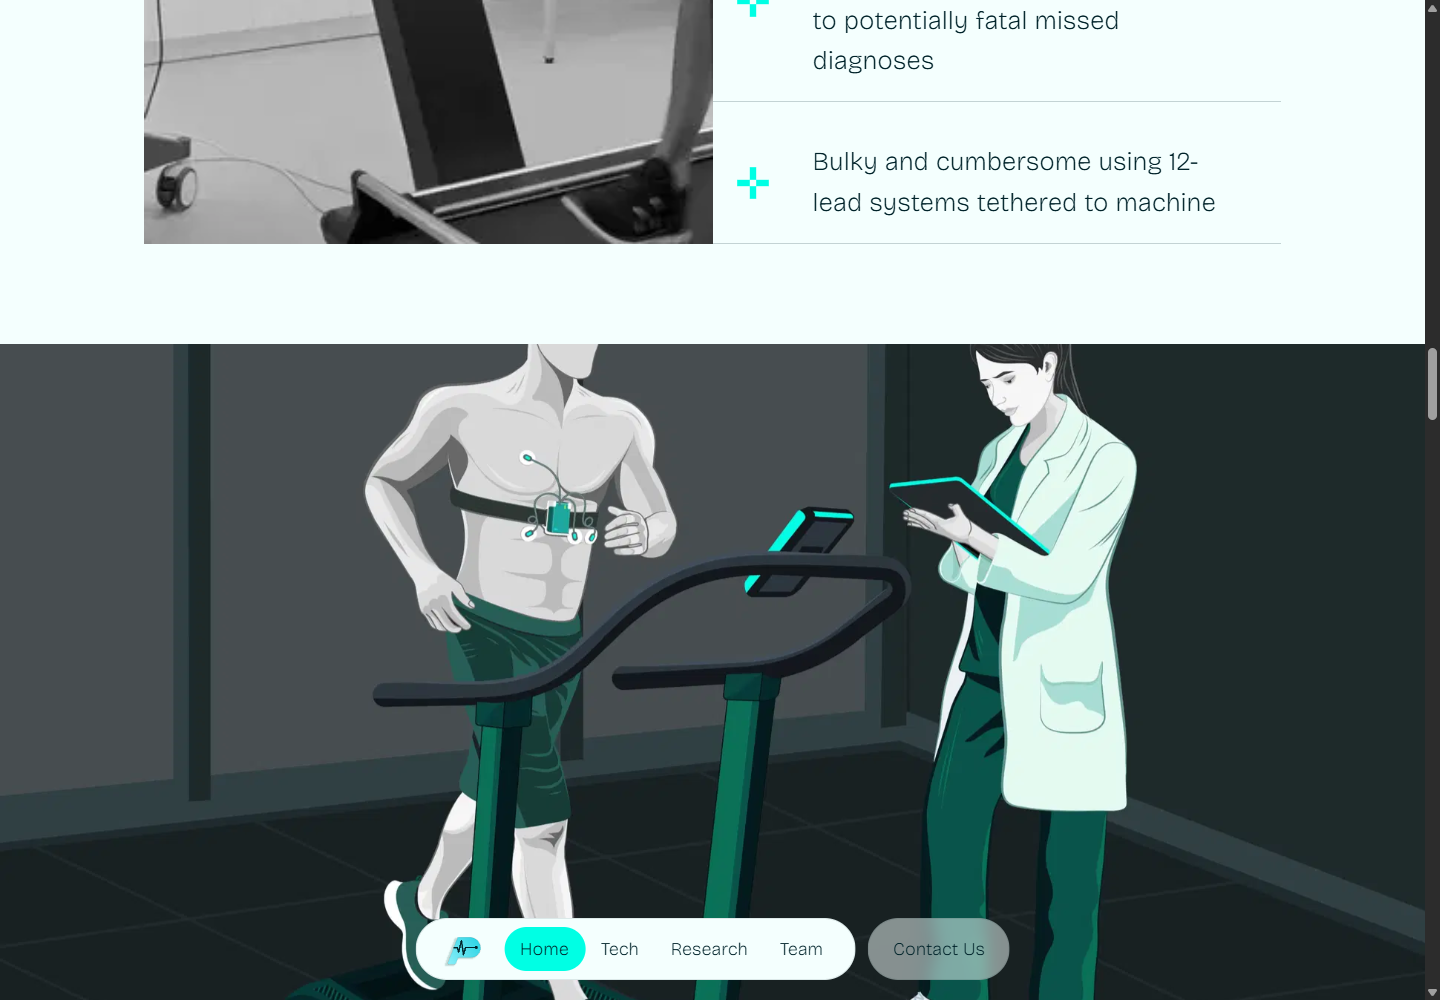 to potentially fatal missed
diagnoses
Bulky and cumbersome using 12-
lead systems tethered to machine
Home
Tech
Research
Team
Contact Us